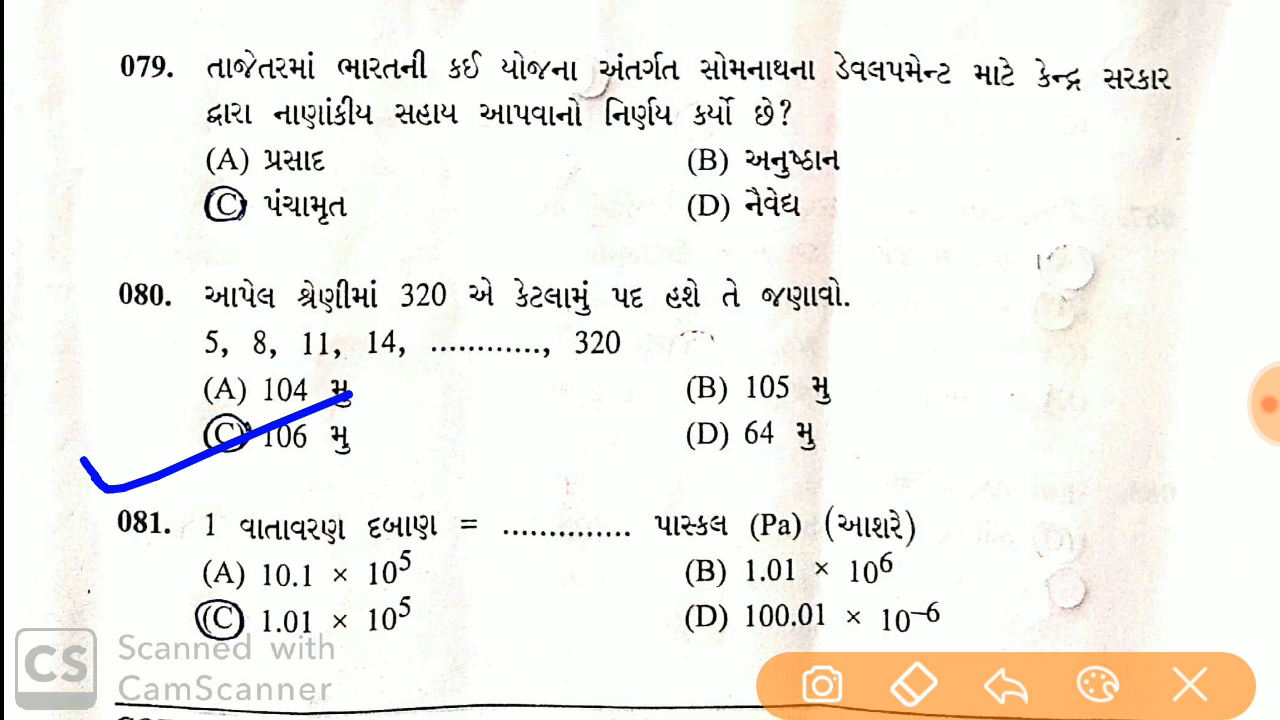 079. તાજેતરમાં ભારતની કઈ યોજના અંતર્ગત સોમનાથના ડેવલપમેન્ટ માટે કેન્દ્ર સરકાર
દ્વારા નાણાંકીય સહાય આપવાનો નિર્ણય કર્યો છે?
(A) પ્રસાદ (B) અનુષ્ઠાન
(C) પંચામૃત (D) નૈવેદ્ય
080. આપેલ શ્રેણીમાં 320 એ કેટલામું પદ હશે તે જણાવો.
5, 8, 11, 14, ............, 320
(A) 104 મુ (B) 105 મુ
(C) 106 મુ (D) 64 મુ
081. 1 વાતાવરણ દબાણ = .............. પાસ્કલ (Pa) (આશરે)
(A) 10.1 × 10⁵ (B) 1.01 × 10⁶
(C) 1.01 × 10⁵ (D) 100.01 × 10⁻⁶
CS Scanned with
CamScanner